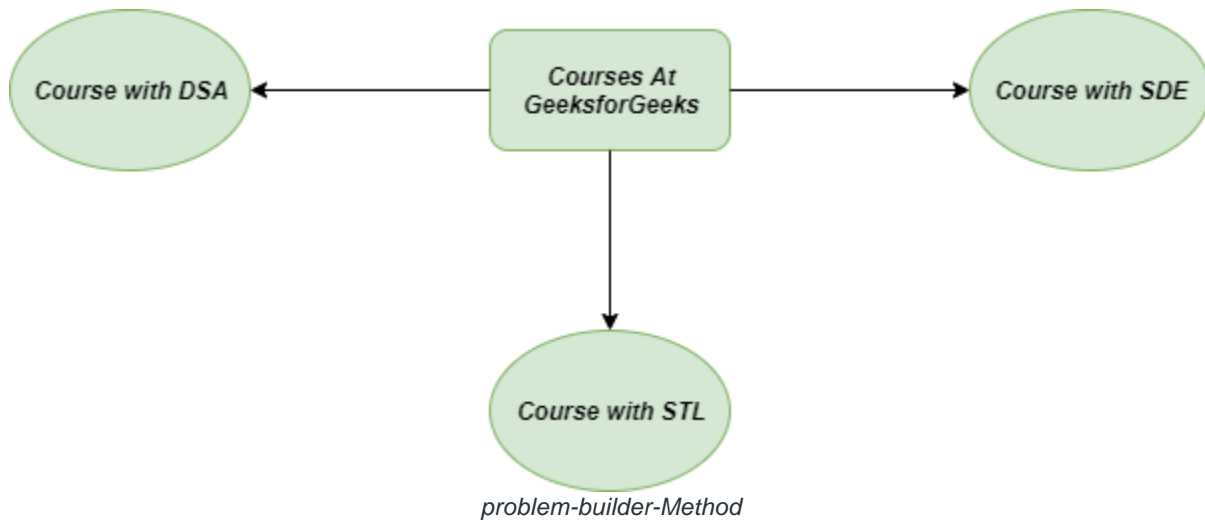 Courses At
GeeksforGeeks
Course with DSA
Course with SDE
Course with STL
problem-builder-Method